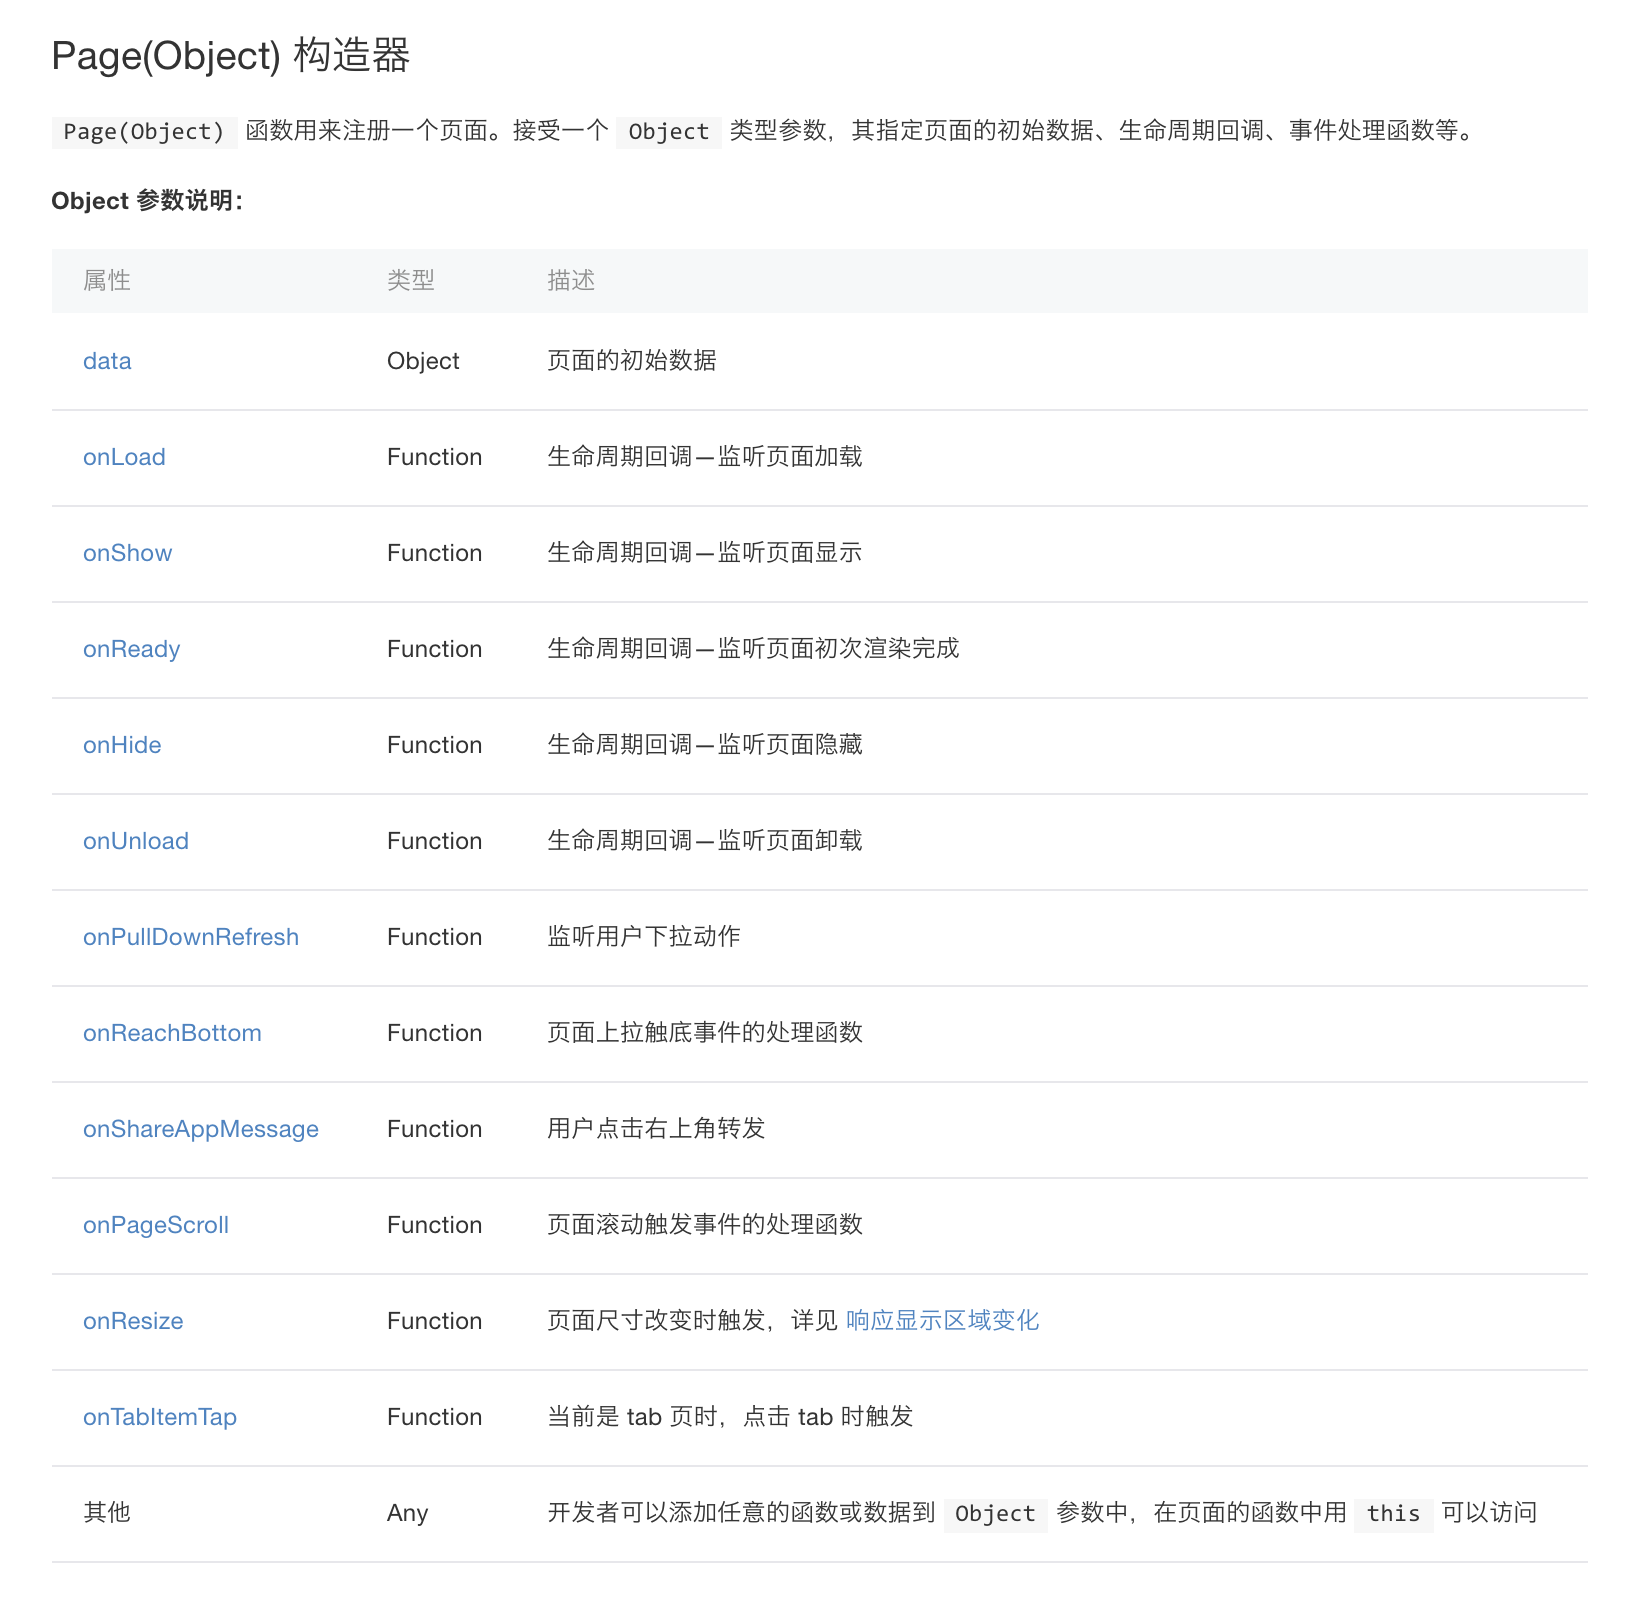 Page(Object) 构造器
Page(Object) 函数用来注册一个页面。接受一个 Object 类型参数，其指定页面的初始数据、生命周期回调、事件处理函数等。
Object 参数说明：
属性 类型 描述
data Object 页面的初始数据
onLoad Function 生命周期回调—监听页面加载
onShow Function 生命周期回调—监听页面显示
onReady Function 生命周期回调—监听页面初次渲染完成
onHide Function 生命周期回调—监听页面隐藏
onUnload Function 生命周期回调—监听页面卸载
onPullDownRefresh Function 监听用户下拉动作
onReachBottom Function 页面上拉触底事件的处理函数
onShareAppMessage Function 用户点击右上角转发
onPageScroll Function 页面滚动触发事件的处理函数
onResize Function 页面尺寸改变时触发，详见 响应显示区域变化
onTabItemTap Function 当前是 tab 页时，点击 tab 时触发
其他 Any 开发者可以添加任意的函数或数据到 Object 参数中，在页面的函数中用 this 可以访问